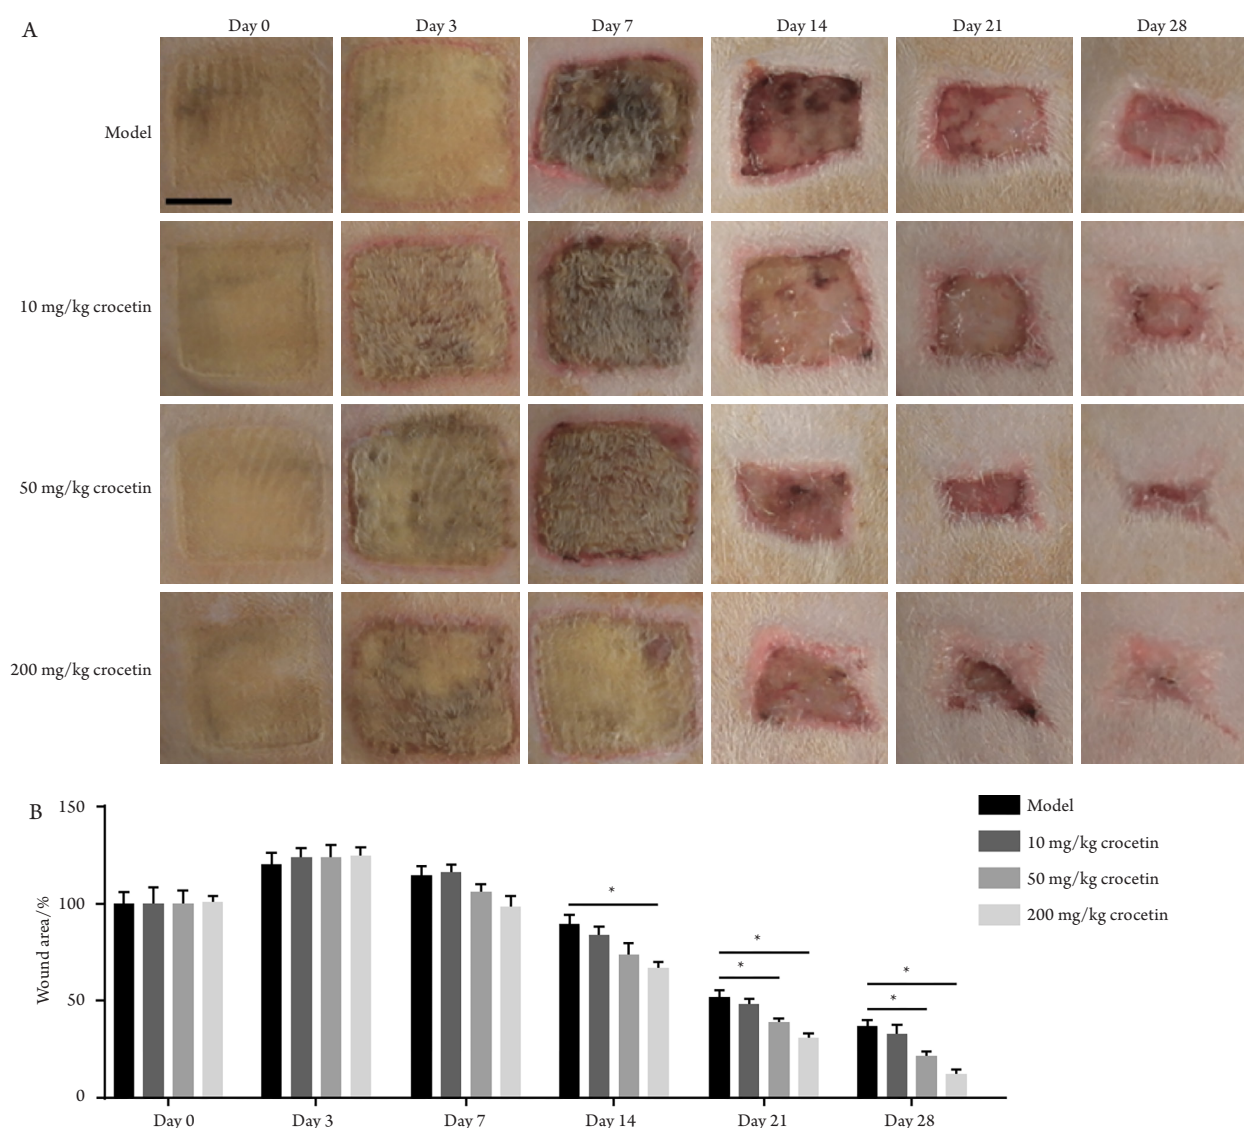 A
Day 0 Day 3 Day 7 Day 14 Day 21 Day 28
Model
10 mg/kg crocetin
50 mg/kg crocetin
200 mg/kg crocetin
B
Wound area/%
150
100
50
0
* 
* 
* 
* 
* 
Day 0 Day 3 Day 7 Day 14 Day 21 Day 28
Model
10 mg/kg crocetin
50 mg/kg crocetin
200 mg/kg crocetin